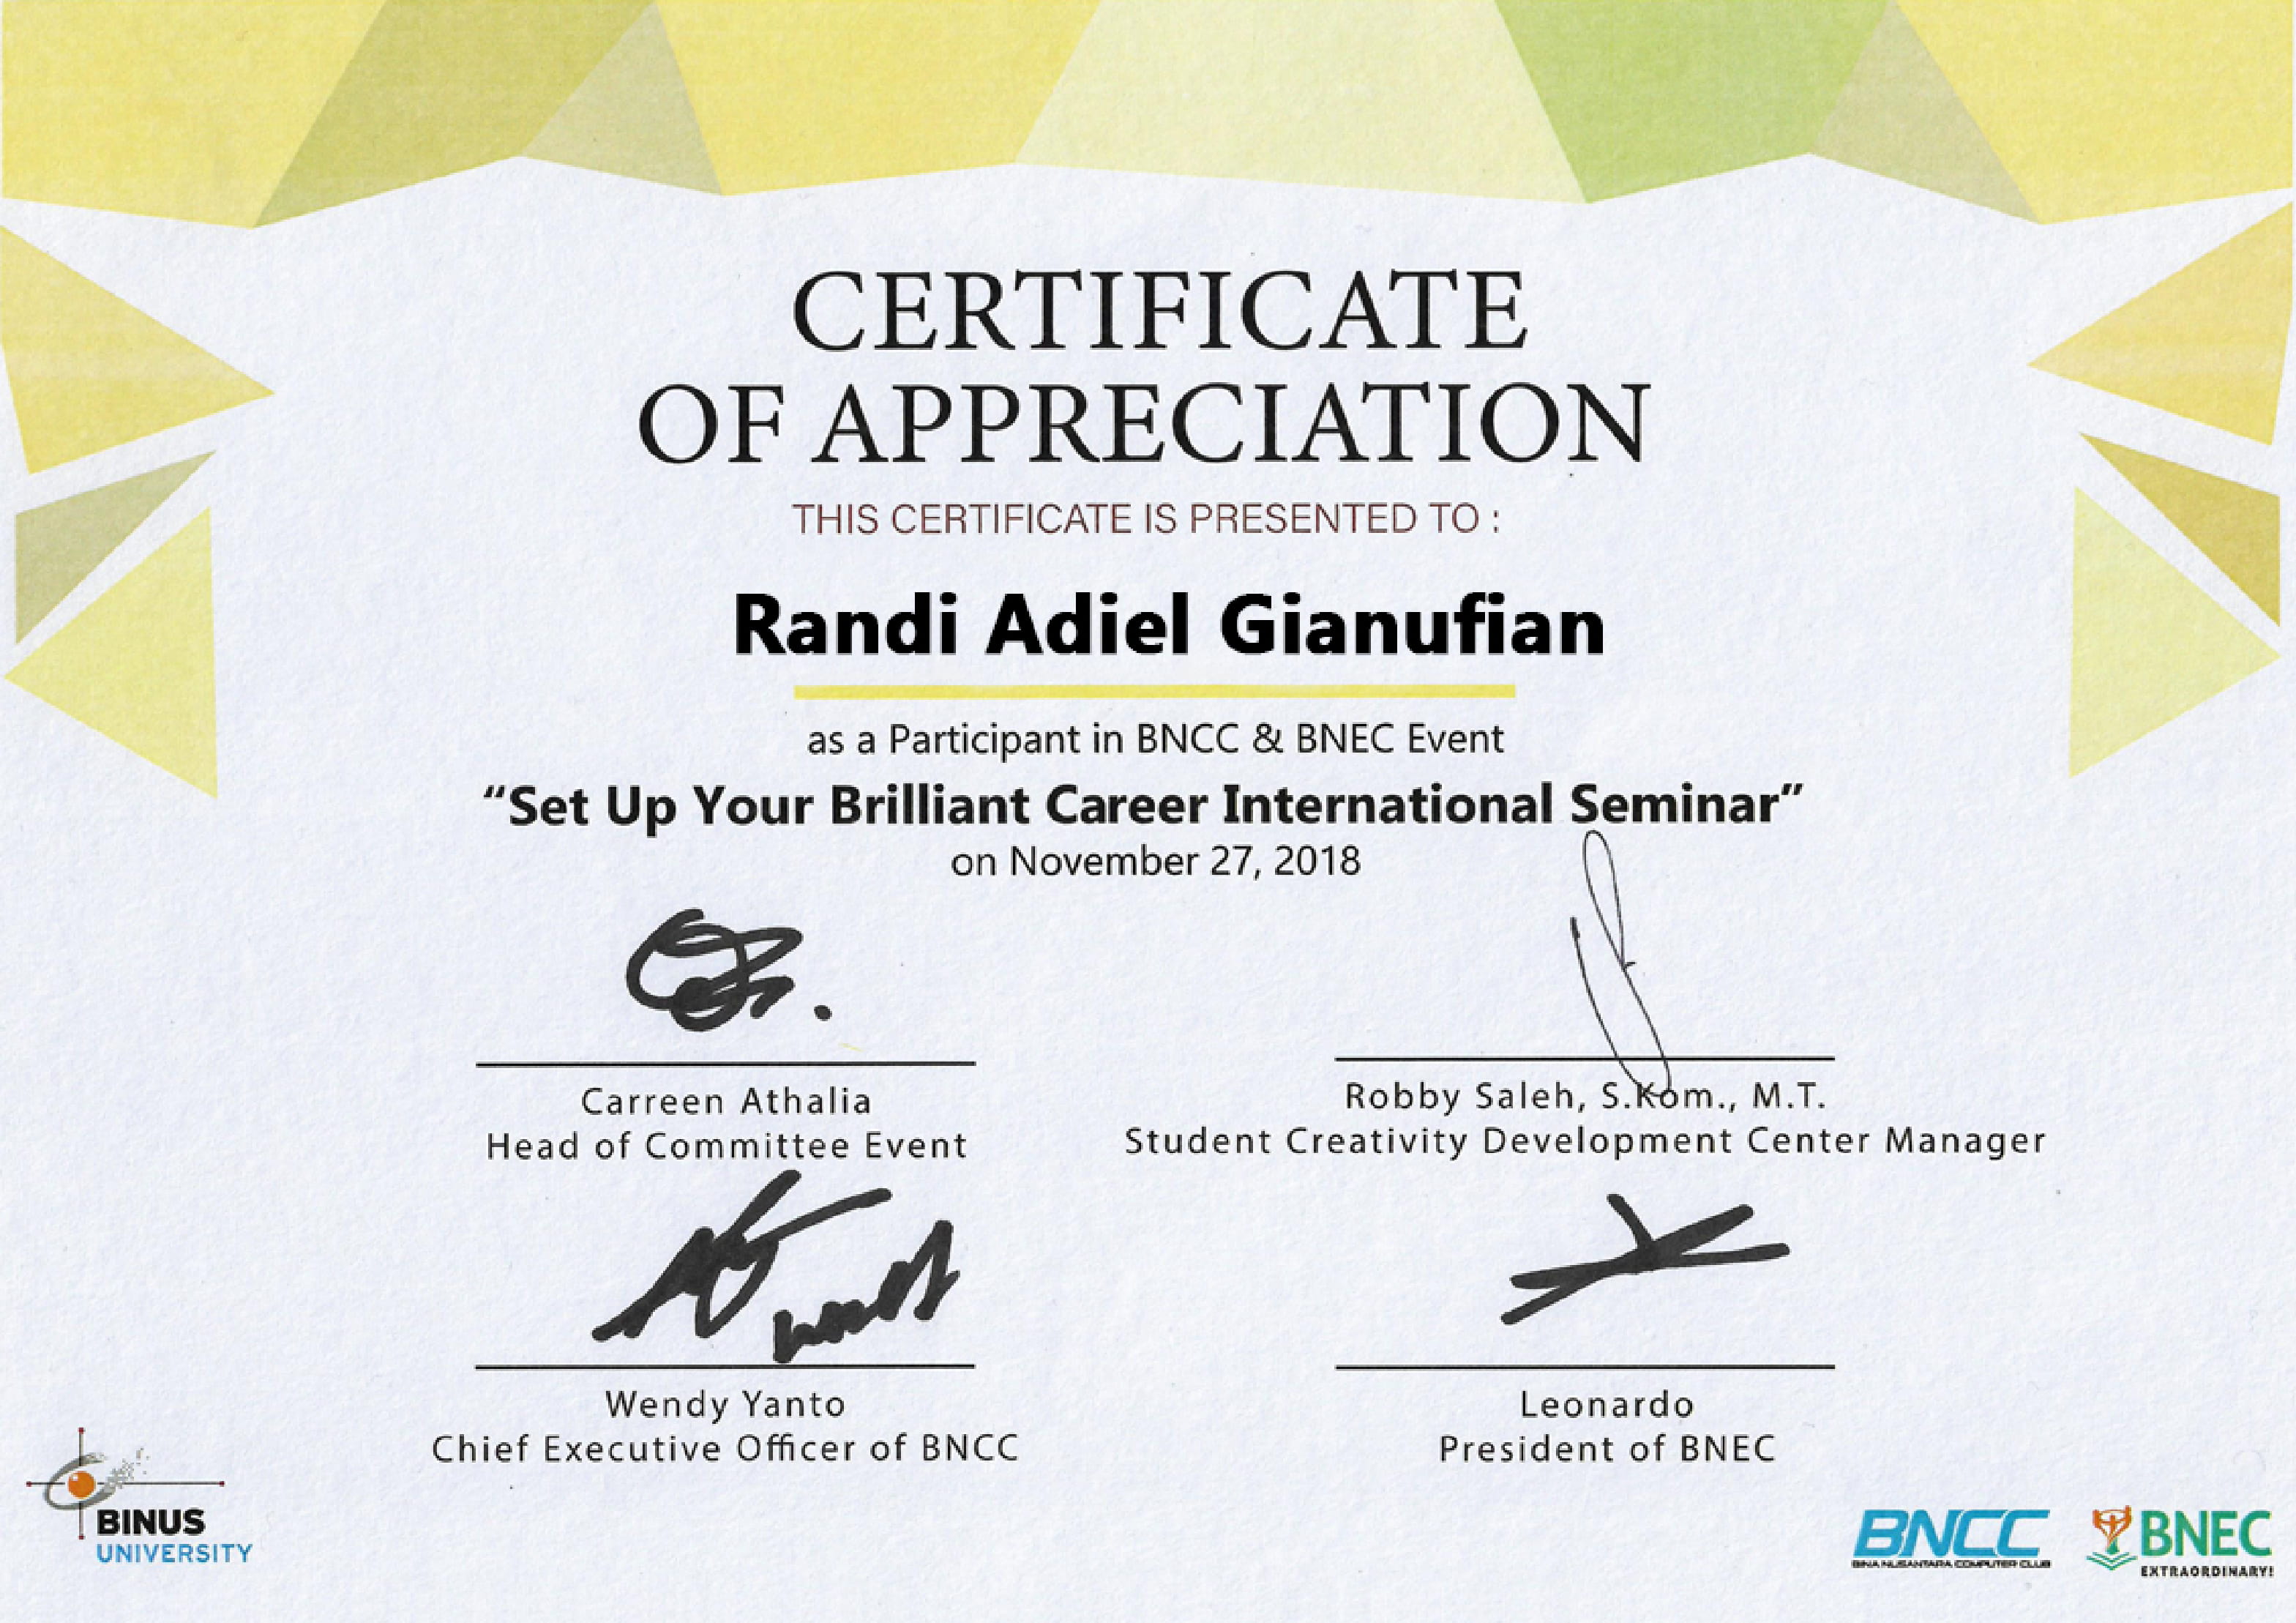 CERTIFICATE
OF APPRECIATION
THIS CERTIFICATE IS PRESENTED TO :
Randi Adiel Gianufian
as a Participant in BNCC & BNEC Event
“Set Up Your Brilliant Career International Seminar”
on November 27, 2018
Carreen Athalia
Head of Committee Event
Robby Saleh, S.Kom., M.T.
Student Creativity Development Center Manager
Wendy Yanto
Chief Executive Officer of BNCC
Leonardo
President of BNEC
BINUS
UNIVERSITY
BNCC
BINA NUSANTARA COMPUTER CLUB
BNEC
EXTRAORDINARY!